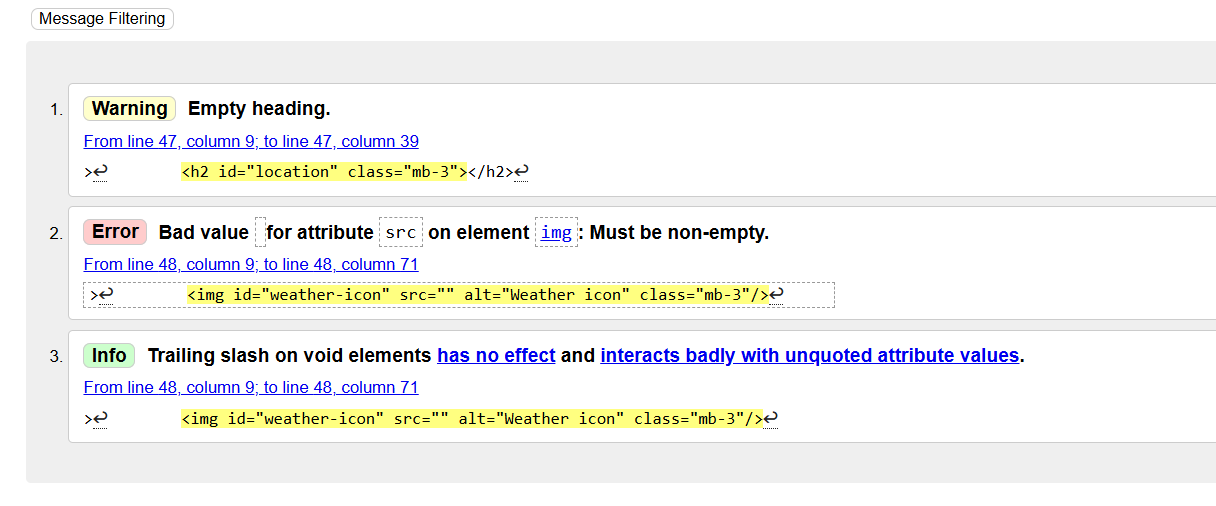 Message Filtering
1. Warning Empty heading.
From line 47, column 9; to line 47, column 39
>↩ <h2 id="location" class="mb-3"></h2>↩
2. Error Bad value for attribute src on element img: Must be non-empty.
From line 48, column 9; to line 48, column 71
>↩ <img id="weather-icon" src="" alt="Weather icon" class="mb-3"/>↩
3. Info Trailing slash on void elements has no effect and interacts badly with unquoted attribute values.
From line 48, column 9; to line 48, column 71
>↩ <img id="weather-icon" src="" alt="Weather icon" class="mb-3"/>↩